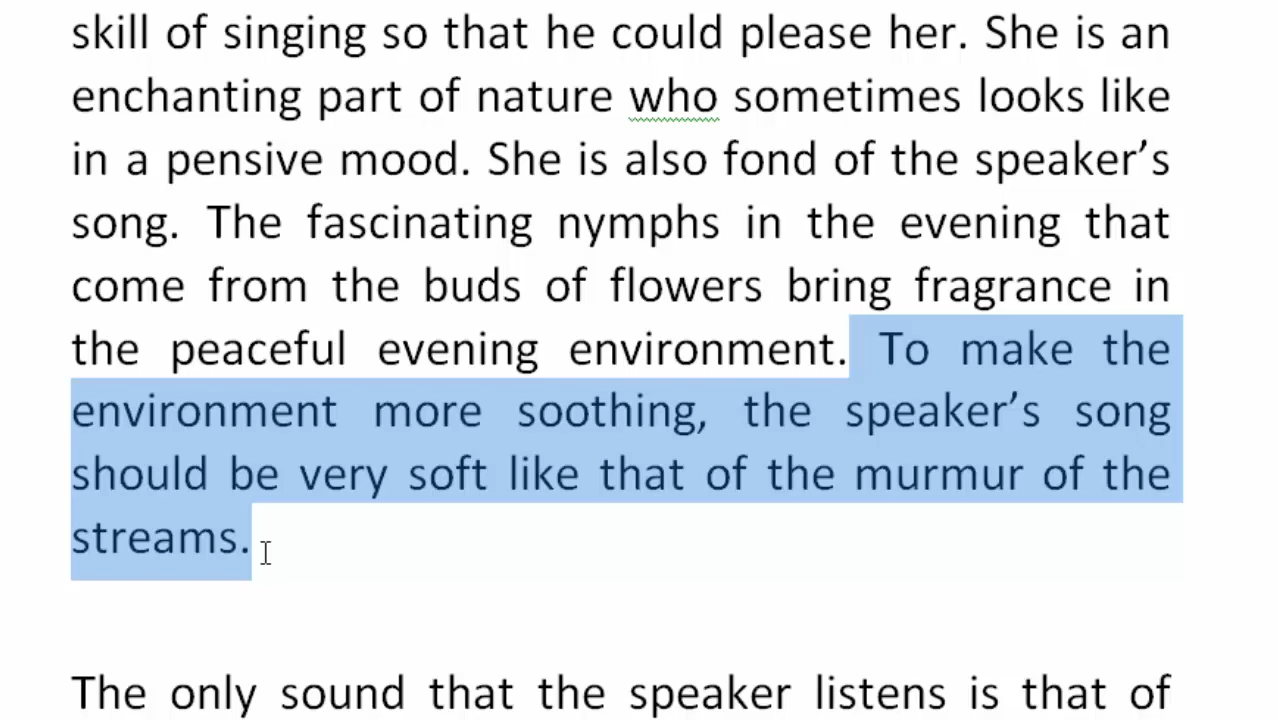 skill of singing so that he could please her. She is an
enchanting part of nature who sometimes looks like
in a pensive mood. She is also fond of the speaker’s
song. The fascinating nymphs in the evening that
come from the buds of flowers bring fragrance in
the peaceful evening environment. To make the
environment more soothing, the speaker’s song
should be very soft like that of the murmur of the
streams.
The only sound that the speaker listens is that of